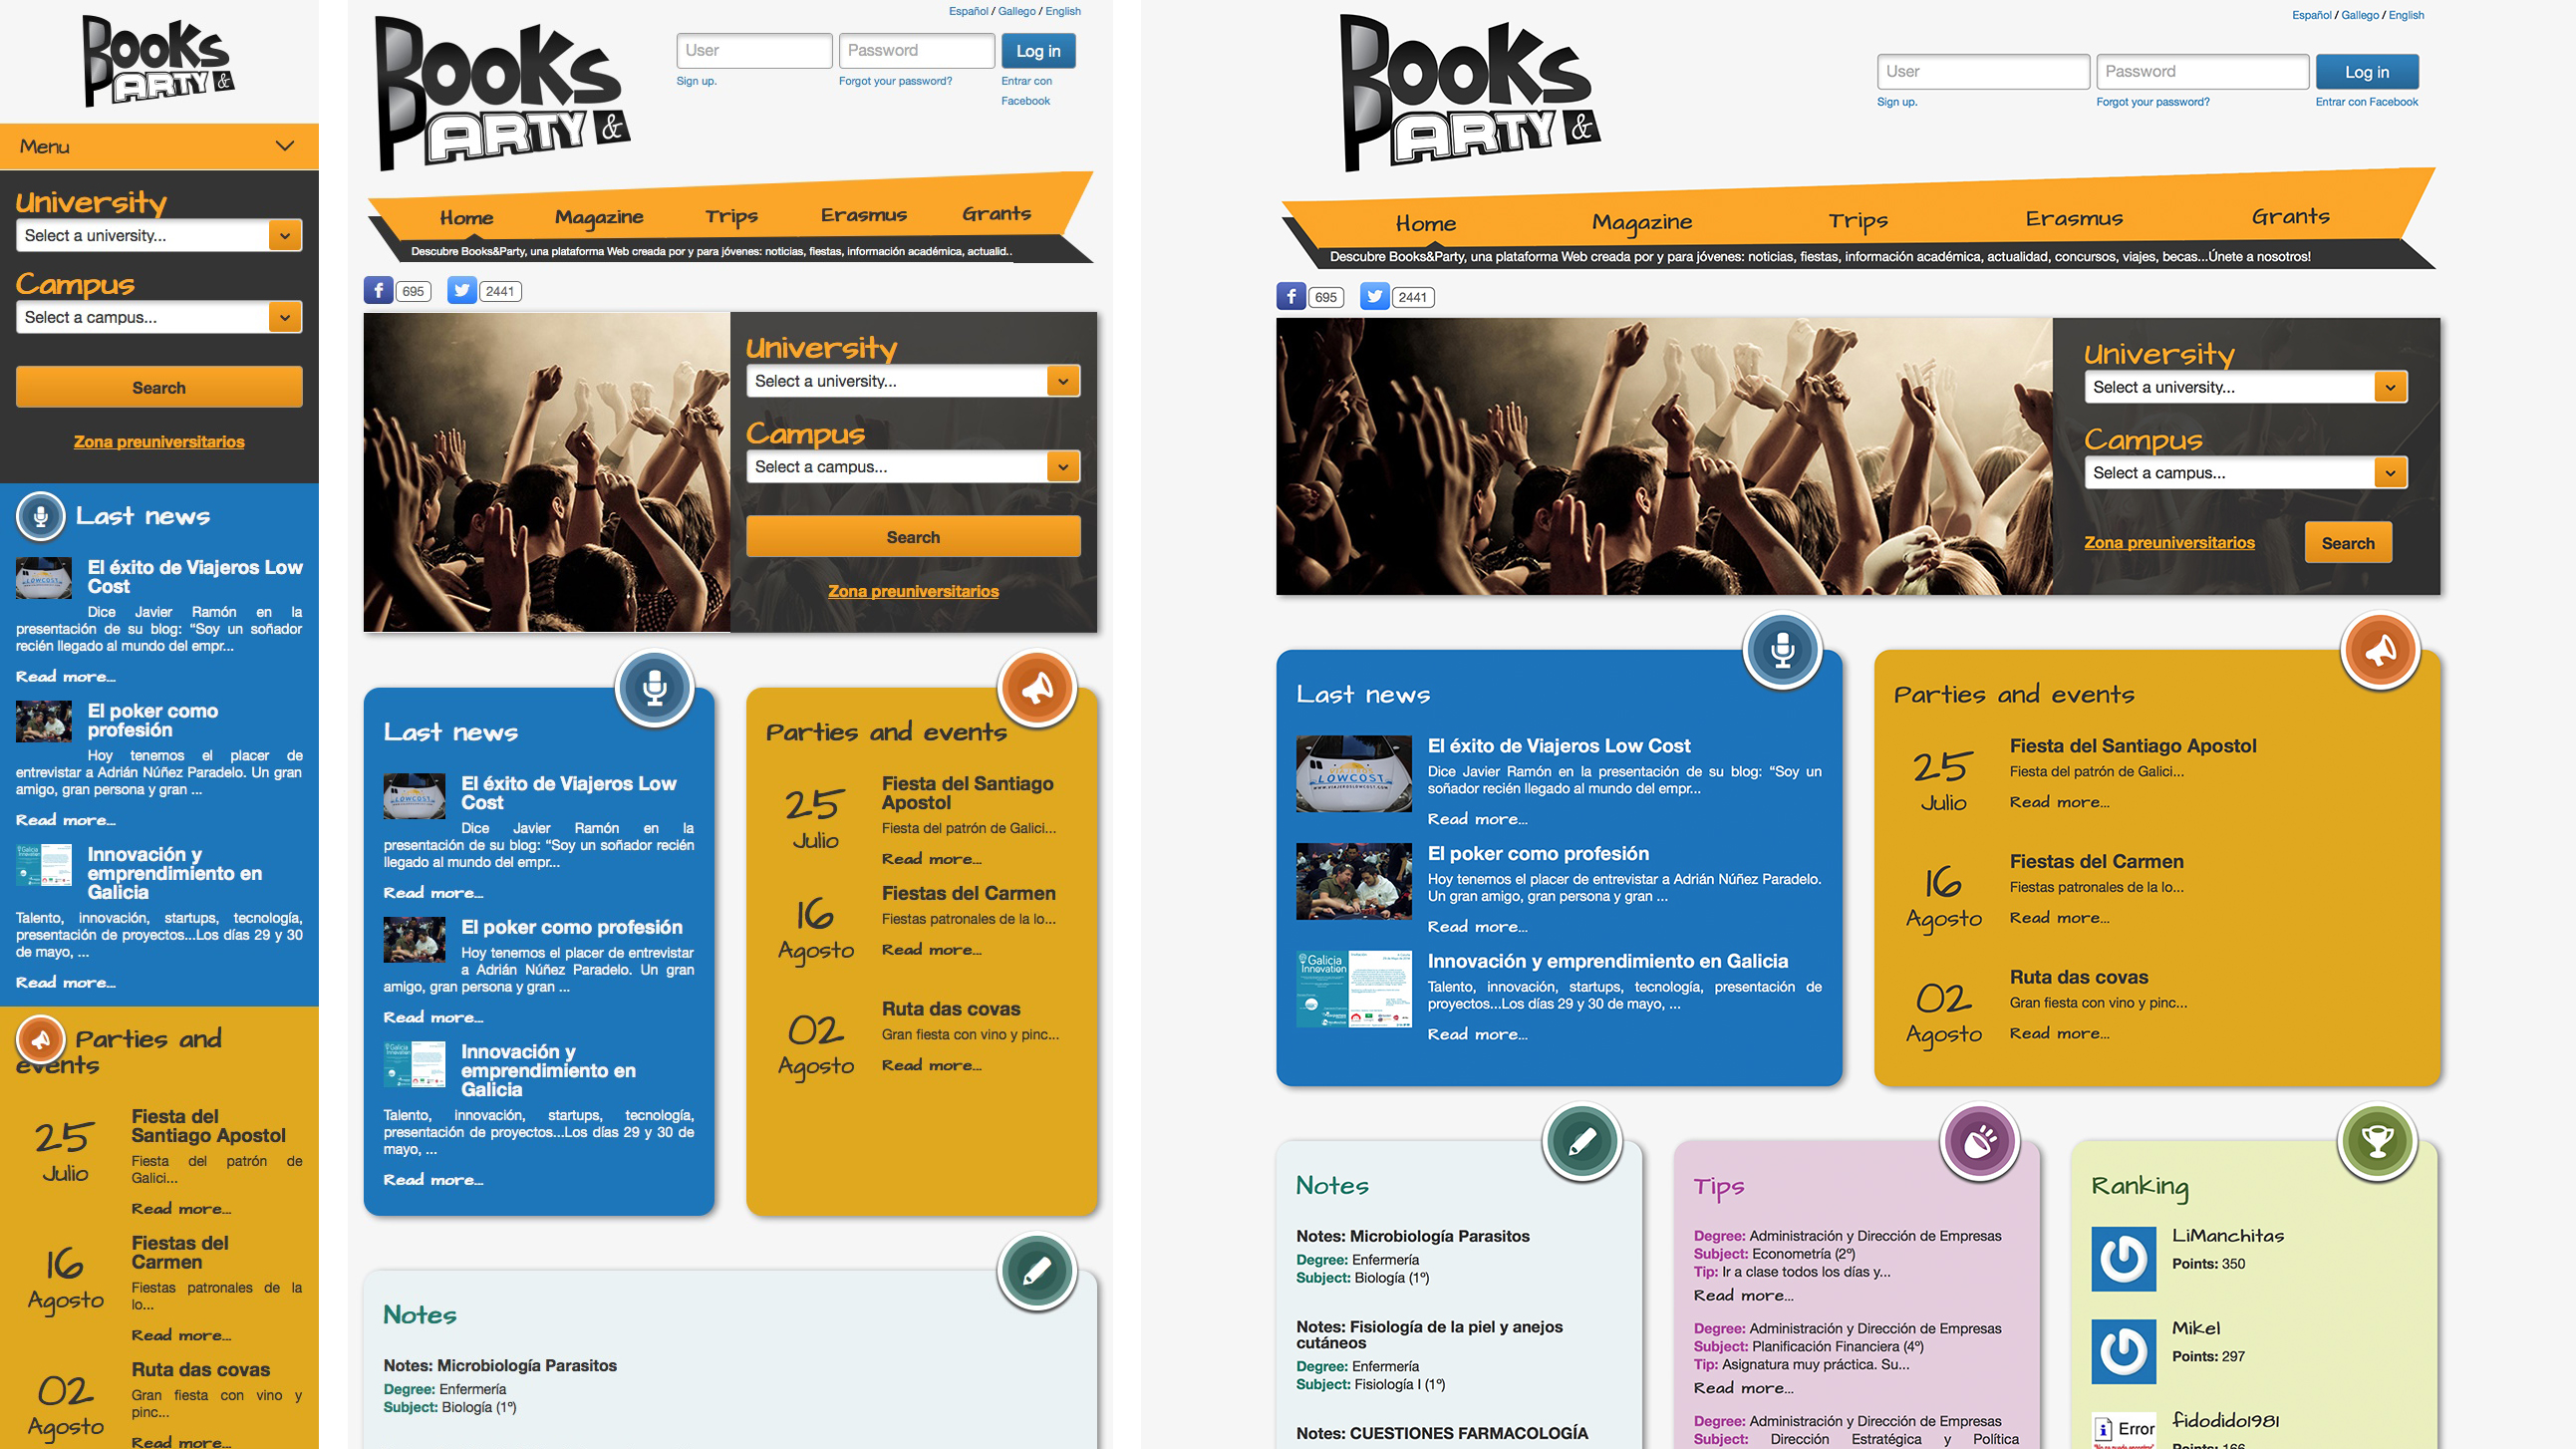 BOOKS
PARTY &
Menu
University
Select a university...
Campus
Select a campus...
Search
Zona preuniversitarios
Last news
El éxito de Viajeros Low
Cost
Dice Javier Ramón en la
presentación de su blog: “Soy un soñador
recién llegado al mundo del empr...
Read more...
El poker como
profesión
Hoy tenemos el placer de
entrevistar a Adrián Núñez Paradelo. Un gran
amigo, gran persona y gran ...
Read more...
Innovación y
emprendimiento en
Galicia
Talento, innovación, startups, tecnología,
presentación de proyectos...Los días 29 y 30
de mayo, ...
Read more...
Parties and
events
25
Julio
Fiesta del
Santiago Apostol
Fiesta del patrón de
Galici...
Read more...
16
Agosto
Fiestas del
Carmen
Fiestas patronales de la
lo...
Read more...
02
Agosto
Ruta das covas
Gran fiesta con vino y
pinc...
Read more...
BOOKS
PARTY &
Español / Gallego / English
User
Password
Log in
Sign up.
Forgot your password?
Entrar con
Facebook
Home
Magazine
Trips
Erasmus
Grants
Descubre Books&Party, una plataforma Web creada por y para jóvenes: noticias, fiestas, información académica, actualid..
695
2441
University
Select a university...
Campus
Select a campus...
Search
Zona preuniversitarios
Last news
LOWCOST
El éxito de Viajeros Low
Cost
Dice Javier Ramón en la
presentación de su blog: “Soy un soñador recién
llegado al mundo del empr...
Read more...
El poker como profesión
Hoy tenemos el placer de entrevistar
a Adrián Núñez Paradelo. Un gran
amigo, gran persona y gran ...
Read more...
Innovación y
emprendimiento en
Galicia
Talento, innovación, startups, tecnología,
presentación de proyectos...Los días 29 y 30 de
mayo, ...
Read more...
Parties and events
25
Julio
Fiesta del Santiago
Apostol
Fiesta del patrón de Galici...
Read more...
16
Agosto
Fiestas del Carmen
Fiestas patronales de la lo...
Read more...
02
Agosto
Ruta das covas
Gran fiesta con vino y pinc...
Read more...
Notes
Notes: Microbiología Parasitos
Degree: Enfermería
Subject: Biología (1º)
BOOKS
PARTY &
Español / Gallego / English
User
Password
Log in
Sign up.
Forgot your password?
Entrar con Facebook
Home
Magazine
Trips
Erasmus
Grants
Descubre Books&Party, una plataforma Web creada por y para jóvenes: noticias, fiestas, información académica, actualidad, concursos, viajes, becas...Únete a nosotros!
695
2441
University
Select a university...
Campus
Select a campus...
Zona preuniversitarios
Search
Last news
LOWCOST
El éxito de Viajeros Low Cost
Dice Javier Ramón en la presentación de su blog: “Soy un
soñador recién llegado al mundo del empr...
Read more...
El poker como profesión
Hoy tenemos el placer de entrevistar a Adrián Núñez Paradelo.
Un gran amigo, gran persona y gran ...
Read more...
Galicia
Innovation
Innovación y emprendimiento en Galicia
Talento, innovación, startups, tecnología, presentación de
proyectos...Los días 29 y 30 de mayo, ...
Read more...
Parties and events
25
Julio
Fiesta del Santiago Apostol
Fiesta del patrón de Galici...
Read more...
16
Agosto
Fiestas del Carmen
Fiestas patronales de la lo...
Read more...
02
Agosto
Ruta das covas
Gran fiesta con vino y pinc...
Read more...
Notes
Notes: Microbiología Parasitos
Degree: Enfermería
Subject: Biología (1º)
Notes: Fisiología de la piel y anejos
cutáneos
Degree: Enfermería
Subject: Fisiología I (1º)
Notes: CUESTIONES FARMACOLOGÍA
Tips
Degree: Administración y Dirección de Empresas
Subject: Econometría (2º)
Tip: Ir a clase todos los días y...
Read more...
Degree: Administración y Dirección de Empresas
Subject: Planificación Financiera (4º)
Tip: Asignatura muy práctica. Su...
Read more...
Degree: Administración y Dirección de Empresas
Subject: Dirección Estratégica y Política
Ranking
LiManchitas
Points: 350
Mikel
Points: 297
Error
fidodido1981
Points: 166